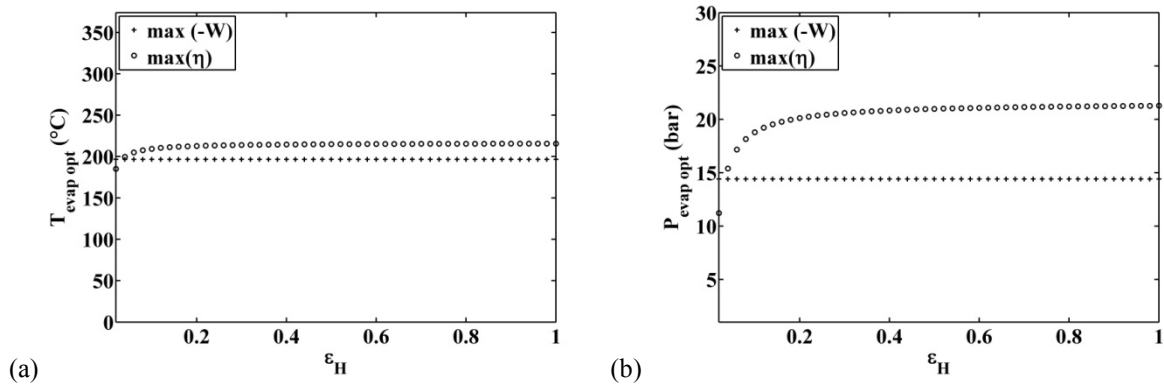 350
300
250
200
150
100
50
0
T evap opt (°C)
max (-W)
max(η)
0.2 0.4 0.6 0.8 1
ε_H
(a)
30
25
20
15
10
5
P evap opt (bar)
max (-W)
max(η)
0.2 0.4 0.6 0.8 1
ε_H
(b)